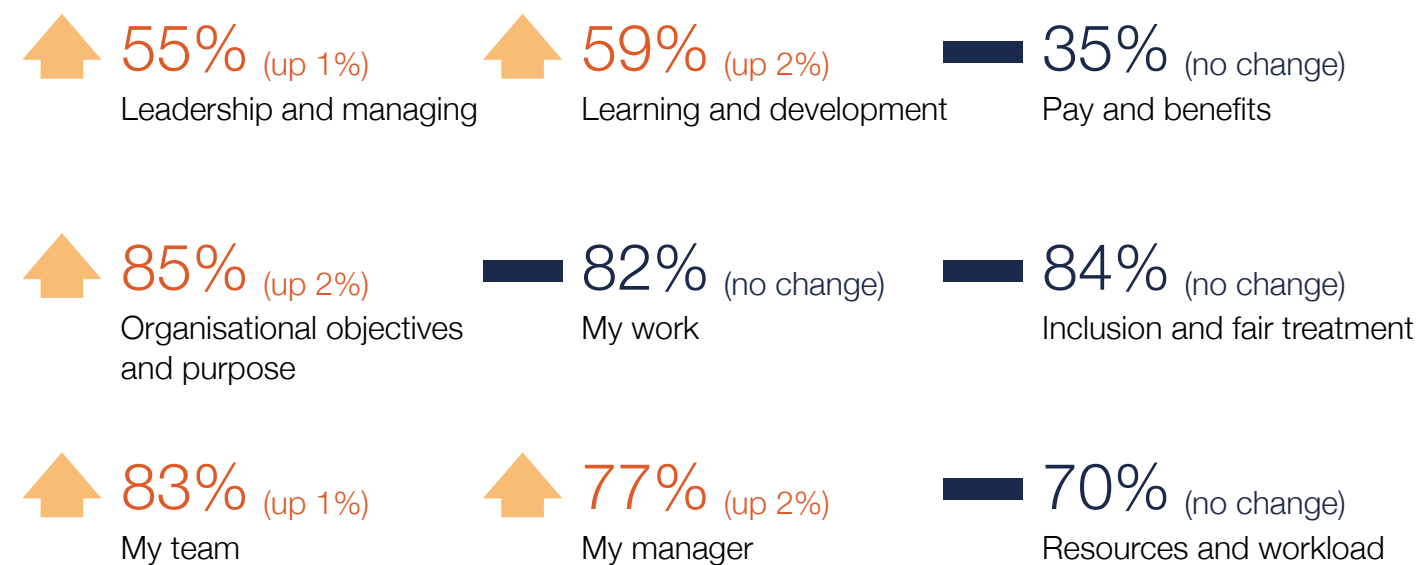 55% (up 1%)
Leadership and managing
59% (up 2%)
Learning and development
35% (no change)
Pay and benefits
85% (up 2%)
Organisational objectives
and purpose
82% (no change)
My work
84% (no change)
Inclusion and fair treatment
83% (up 1%)
My team
77% (up 2%)
My manager
70% (no change)
Resources and workload